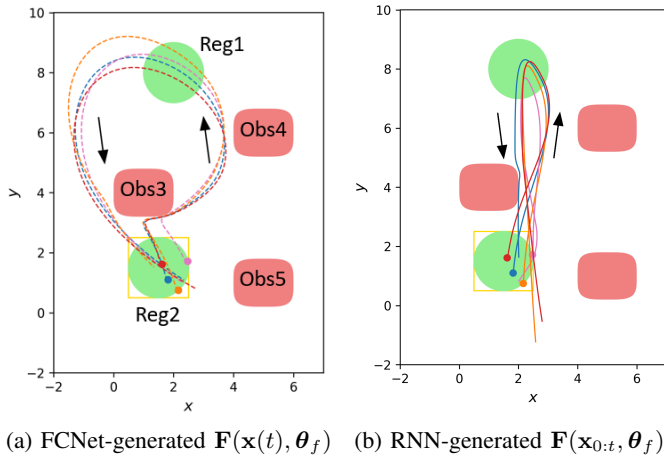 10
8
6
4
2
0
−2
y
Reg1
Obs4
Obs3
Obs5
Reg2
−2 0 2 4 6
x
10
8
6
4
2
0
−2
y
−2 0 2 4 6
x
(a) FCNet-generated F(x(t), θ_f) (b) RNN-generated F(x_{0:t}, θ_f)